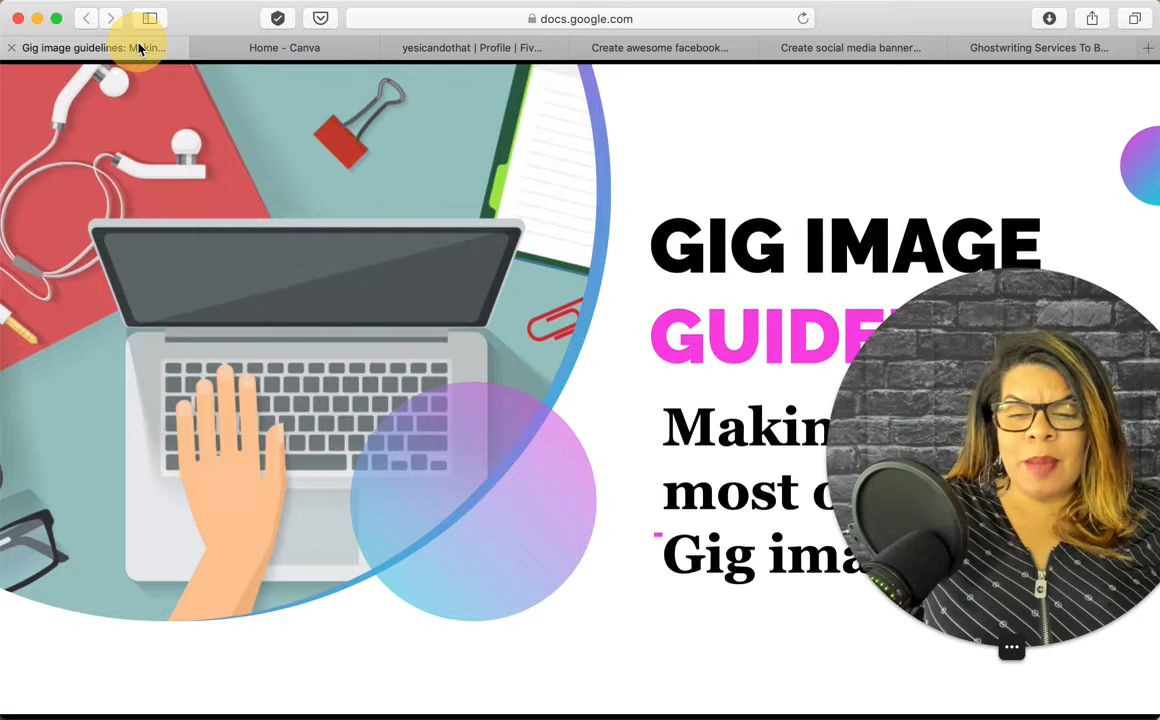 docs.google.com
Gig image guidelines: Makin...
Home - Canva
yesicandothat | Profile | Fiv...
Create awesome facebook...
Create social media banner...
Ghostwriting Services To B...
GIG IMAGE
Makin
most
Gig ima